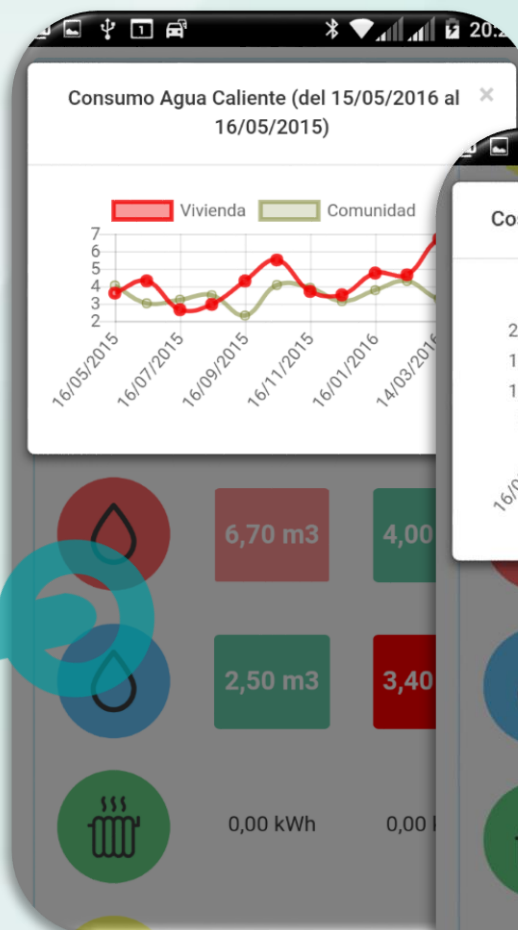 20:2
Consumo Agua Caliente (del 15/05/2016 al ×
16/05/2015)
Vivienda Comunidad
7
6
5
4
3
2
16/05/2015 16/07/2015 16/09/2015 16/11/2015 16/01/2016 14/03/2016
6,70 m3 4,00
2,50 m3 3,40
0,00 kWh 0,00
Co
2
1
1
16/0